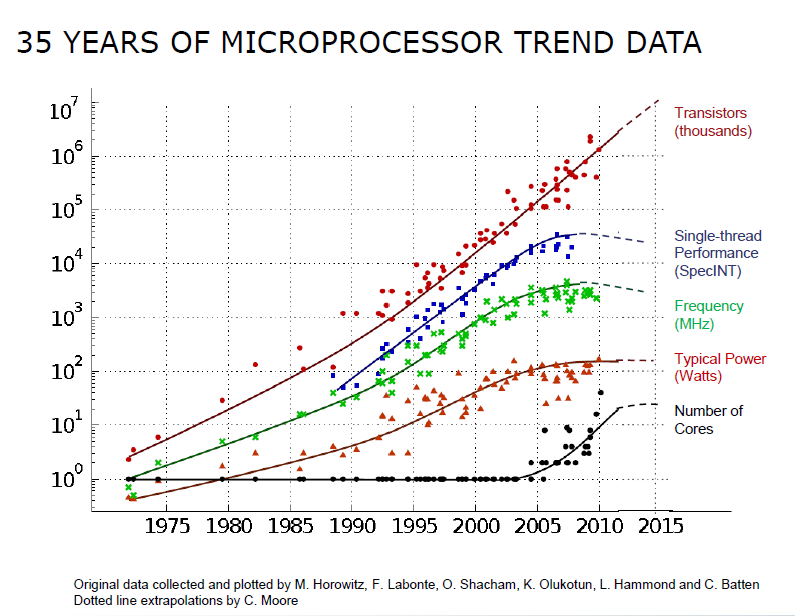 35 YEARS OF MICROPROCESSOR TREND DATA
10^7
10^6
10^5
10^4
10^3
10^2
10^1
10^0
Transistors
(thousands)
Single-thread
Performance
(SpecINT)
Frequency
(MHz)
Typical Power
(Watts)
Number of
Cores
1975 1980 1985 1990 1995 2000 2005 2010 2015
Original data collected and plotted by M. Horowitz, F. Labonte, O. Shacham, K. Olukotun, L. Hammond and C. Batten
Dotted line extrapolations by C. Moore